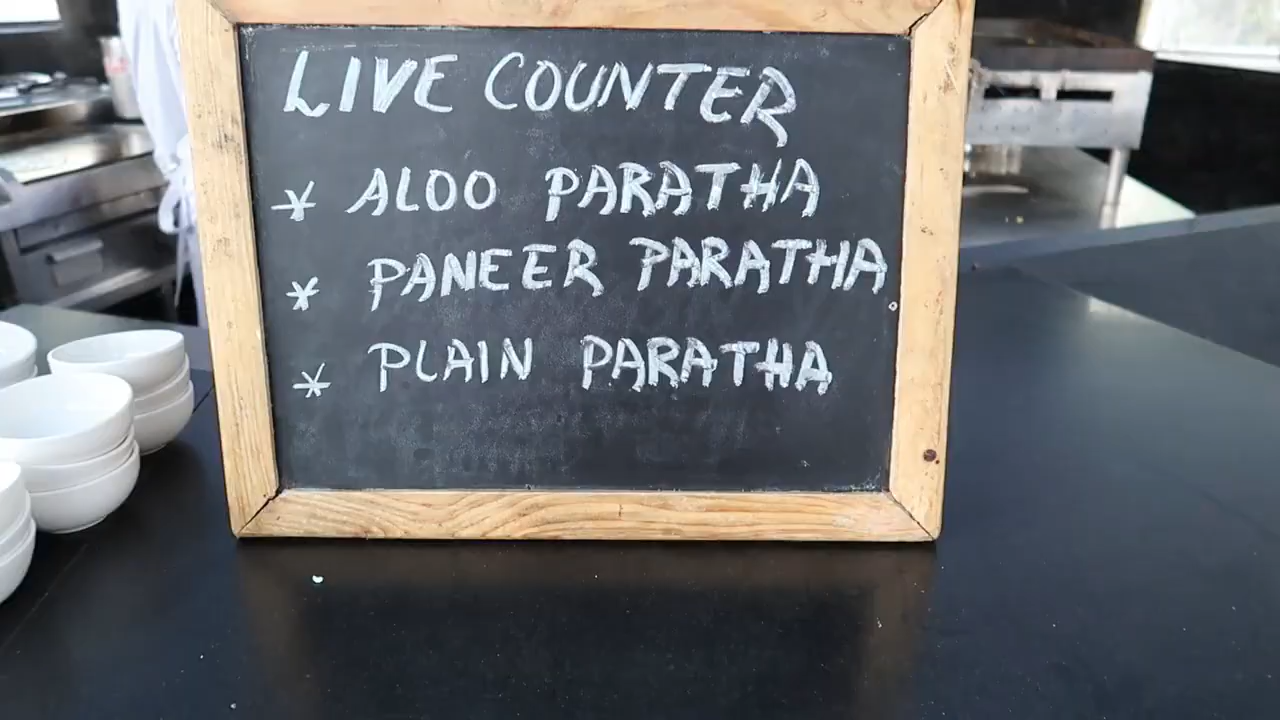 LIVE COUNTER
* ALOO PARATHA
* PANEER PARATHA
* PLAIN PARATHA